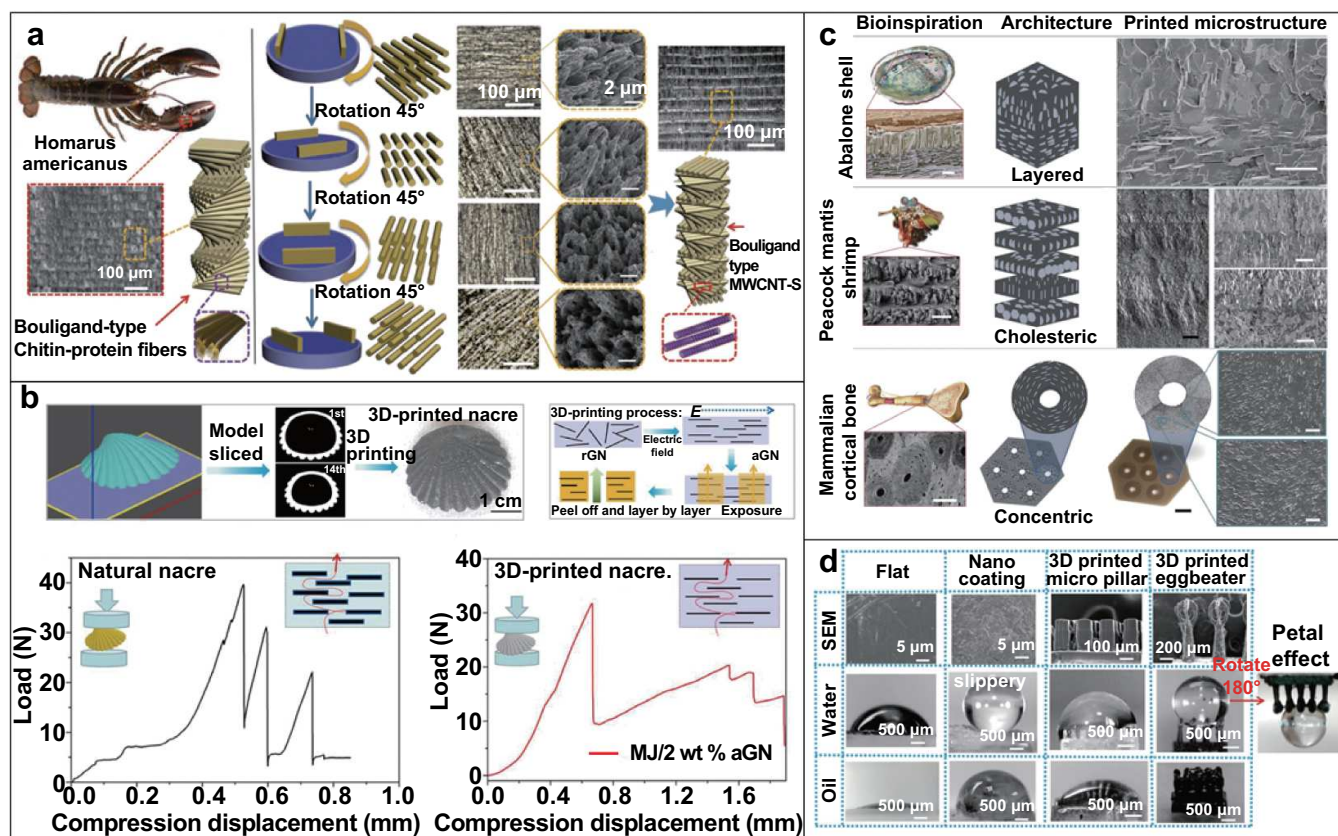 a
Homarus
americanus
100 µm
Bouligand-type
Chitin-protein fibers
Rotation 45°
Rotation 45°
Rotation 45°
Rotation 45°
100 µm
2 µm
100 µm
Bouligand
type
MWCNT-S
b
Model
sliced
1st
14th
3D
printing
3D-printed nacre
1 cm
3D-printing process:
E
Electric
field
rGN
aGN
Peel off and layer by layer
Exposure
Natural nacre
Load (N)
40
30
20
10
0
0.0
0.2
0.4
0.6
0.8
1.0
Compression displacement (mm)
3D-printed nacre.
Load (N)
40
30
20
10
0
MJ/2 wt % aGN
0.0
0.4
0.8
1.2
1.6
Compression displacement (mm)
c
Bioinspiration
Architecture
Printed microstructure
Abalone shell
Layered
Peacock mantis
shrimp
Cholesteric
Mammalian
cortical bone
Concentric
d
Flat
Nano
coating
3D printed
micro pillar
3D printed
eggbeater
SEM
5 µm
5 µm
100 µm
200 µm
Petal
effect
Rotate
180°
Water
slippery
500 µm
500 µm
500 µm
500 µm
Oil
500 µm
500 µm
500 µm
500 µm